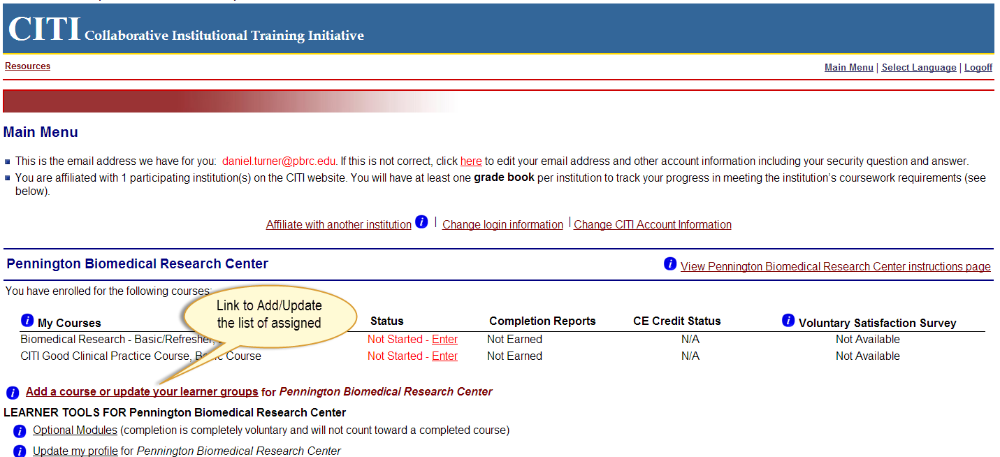 CITI Collaborative Institutional Training Initiative
Resources
Main Menu | Select Language | Logoff
Main Menu
This is the email address we have for you: daniel.turner@pbrc.edu. If this is not correct, click here to edit your email address and other account information including your security question and answer.
You are affiliated with 1 participating institution(s) on the CITI website. You will have at least one grade book per institution to track your progress in meeting the institution's coursework requirements (see
below).
Affiliate with another institution i | Change login information | Change CITI Account Information
Pennington Biomedical Research Center
i View Pennington Biomedical Research Center instructions page
You have enrolled for the following courses:
Link to Add/Update
the list of assigned
i My Courses Status Completion Reports CE Credit Status i Voluntary Satisfaction Survey
Biomedical Research - Basic/Refresher, Not Started - Enter Not Earned N/A Not Available
CITI Good Clinical Practice Course, Course Not Started - Enter Not Earned N/A Not Available
i Add a course or update your learner groups for Pennington Biomedical Research Center
LEARNER TOOLS FOR Pennington Biomedical Research Center
i Optional Modules (completion is completely voluntary and will not count toward a completed course)
i Update my profile for Pennington Biomedical Research Center